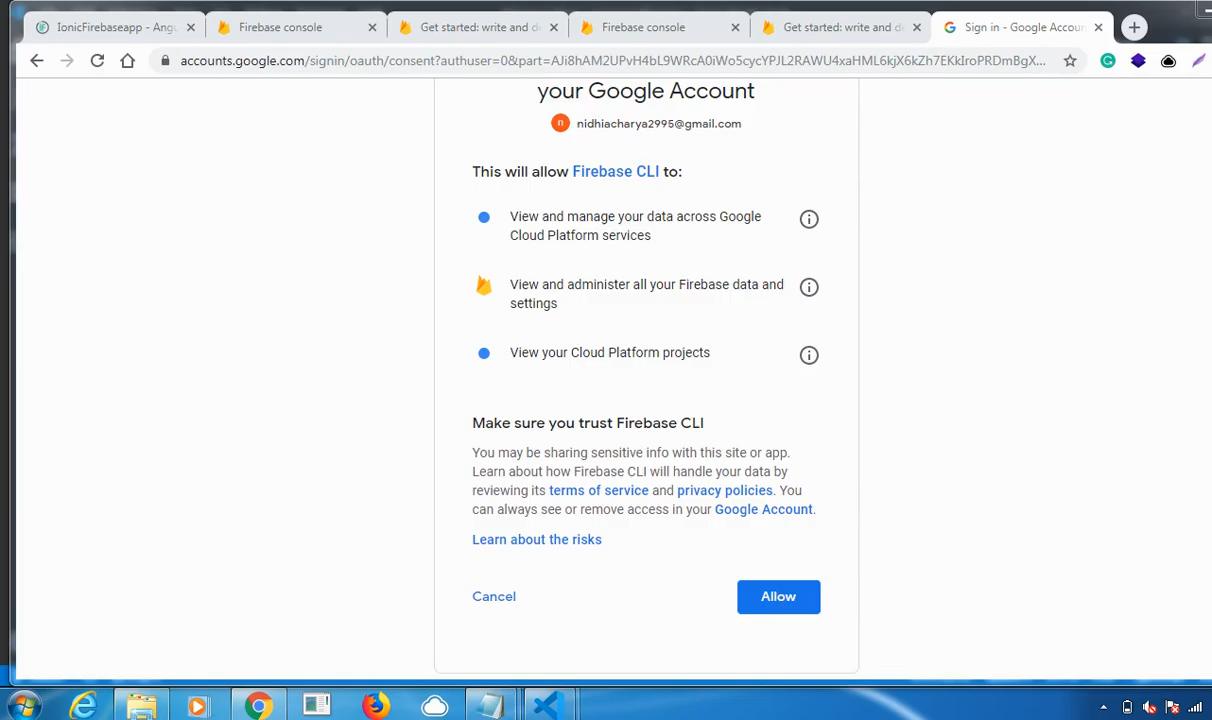 IonicFirebaseapp - Angu
Firebase console
Get started: write and de
Firebase console
Get started: write and de
Sign in - Google Accoun
accounts.google.com/signin/oauth/consent?authuser=0&part=AJi8hAM2UPvH4bL9WRcA0iWo5cycYPJL2RAWU4xaHML6kjX6kZh7EKkIroPRDmBgX...
your Google Account
n nidhiacharya2995@gmail.com
This will allow Firebase CLI to:
View and manage your data across Google
Cloud Platform services
View and administer all your Firebase data and
settings
View your Cloud Platform projects
Make sure you trust Firebase CLI
You may be sharing sensitive info with this site or app.
Learn about how Firebase CLI will handle your data by
reviewing its terms of service and privacy policies. You
can always see or remove access in your Google Account.
Learn about the risks
Cancel
Allow